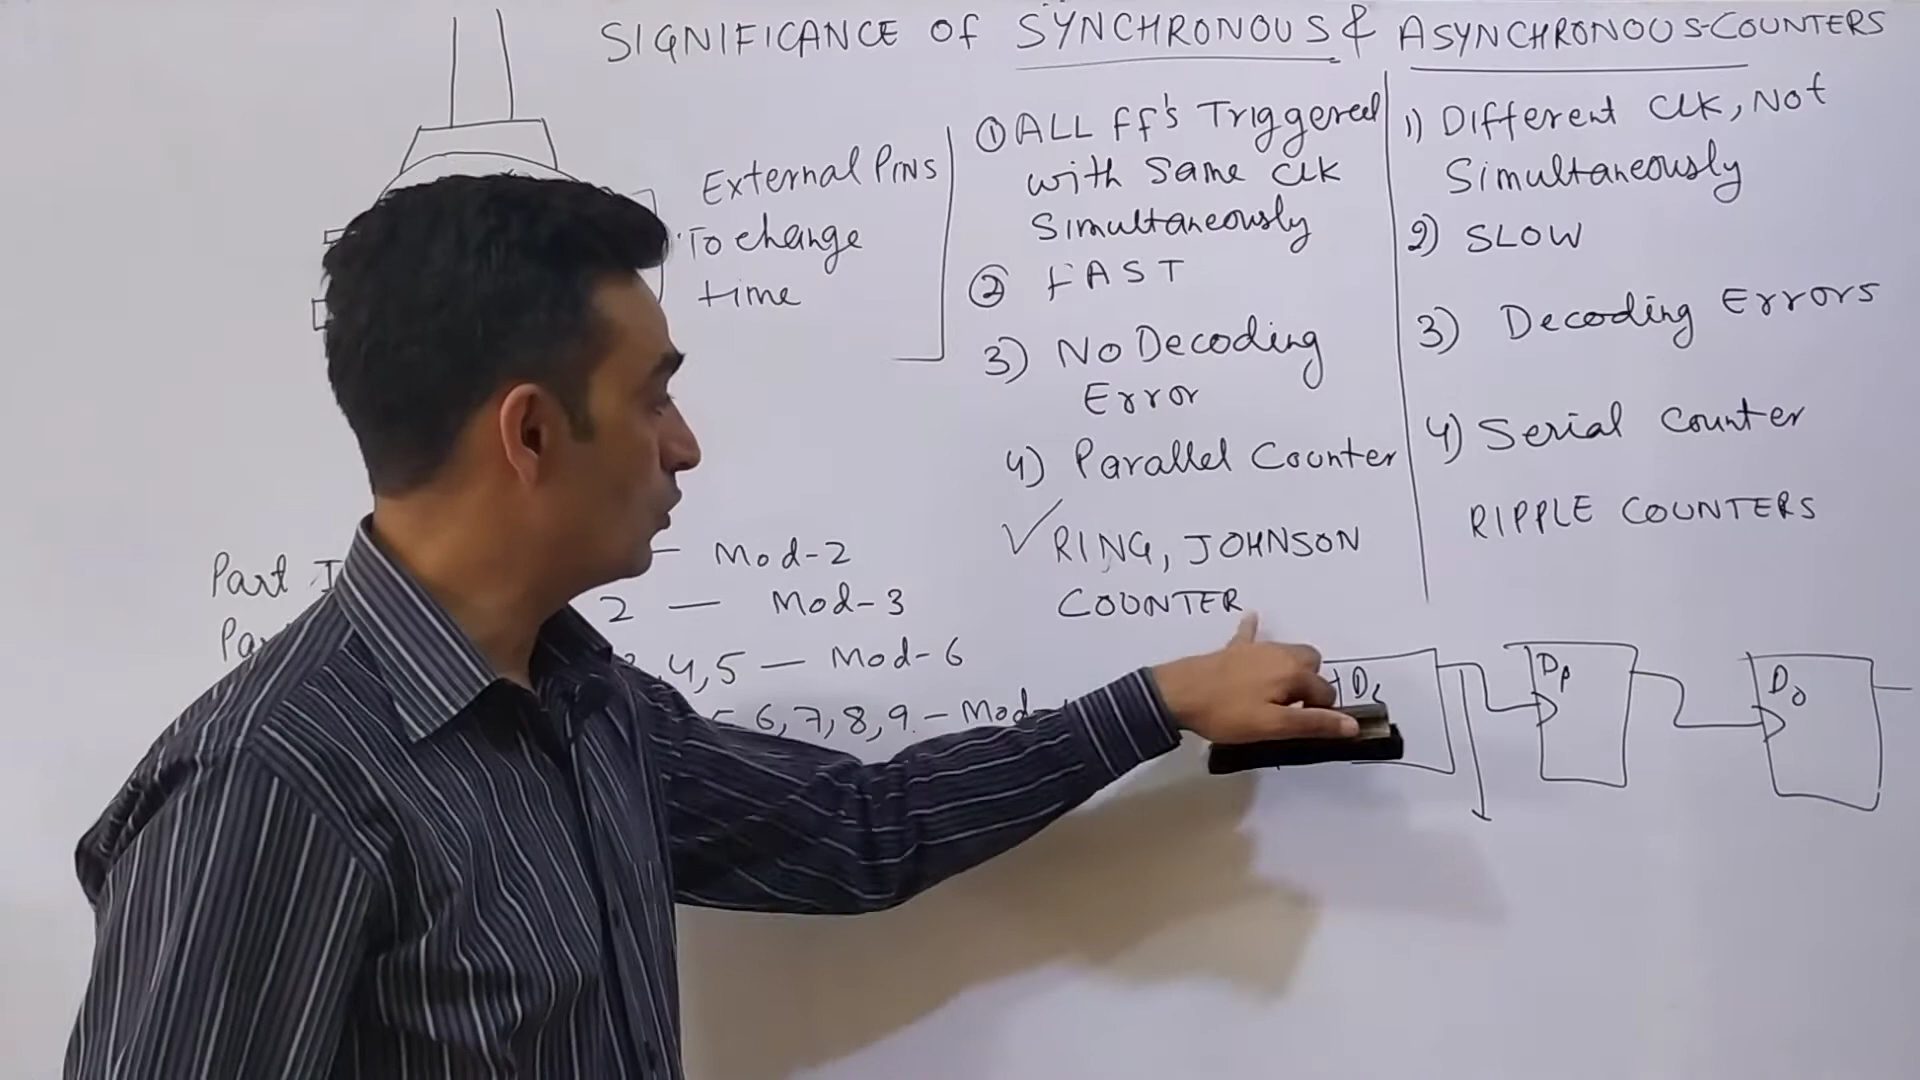 SIGNIFICANCE OF SYNCHRONOUS & ASYNCHRONOUS-COUNTERS
External Pins
To change
time
① ALL ff's Triggered
with Same clk
Simultaneously
② FAST
3) No Decoding
Error
4) Parallel Counter
✓ RING, JOHNSON
COUNTER
1) Different clk, Not
Simultaneously
2) SLOW
3) Decoding Errors
4) Serial Counter
RIPPLE COUNTERS
Part I
— Mod-2
2 — Mod-3
,4,5 — Mod-6
6,7,8,9 — Mod-
D
D
D